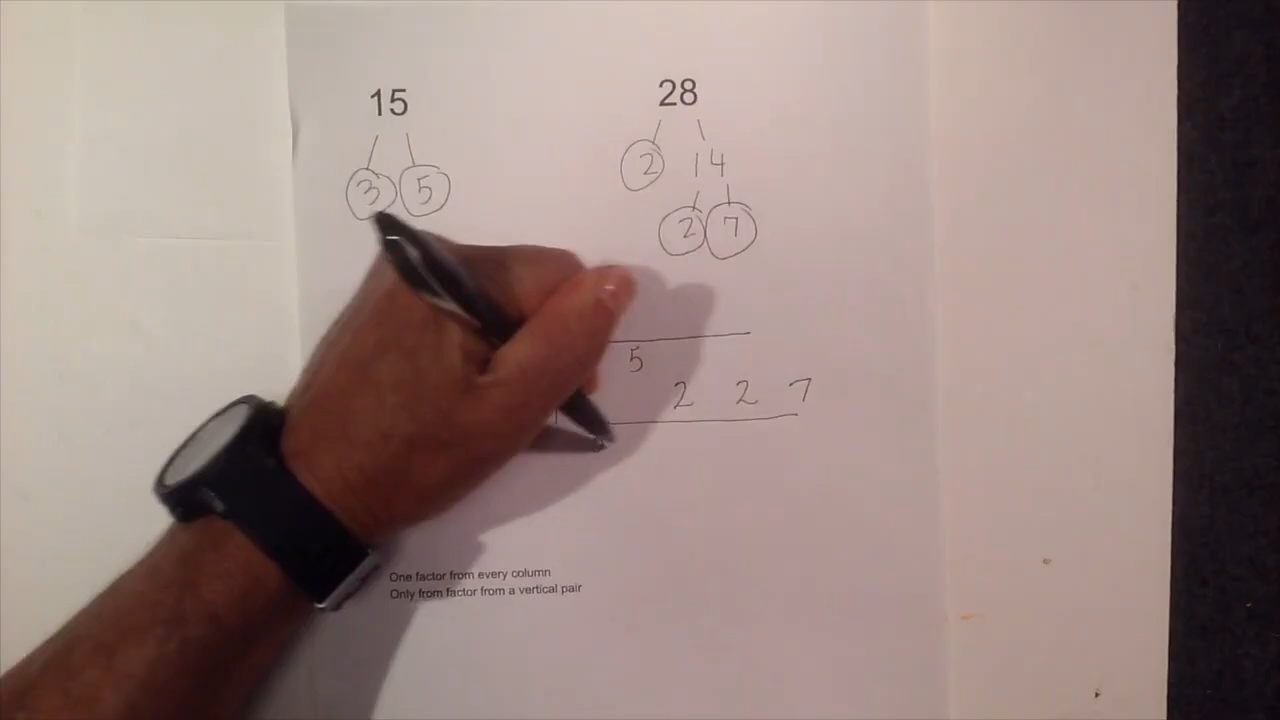 15 28
3 5 2 14
2 7
5
2 2 7
One factor from every column
Only from factor from a vertical pair